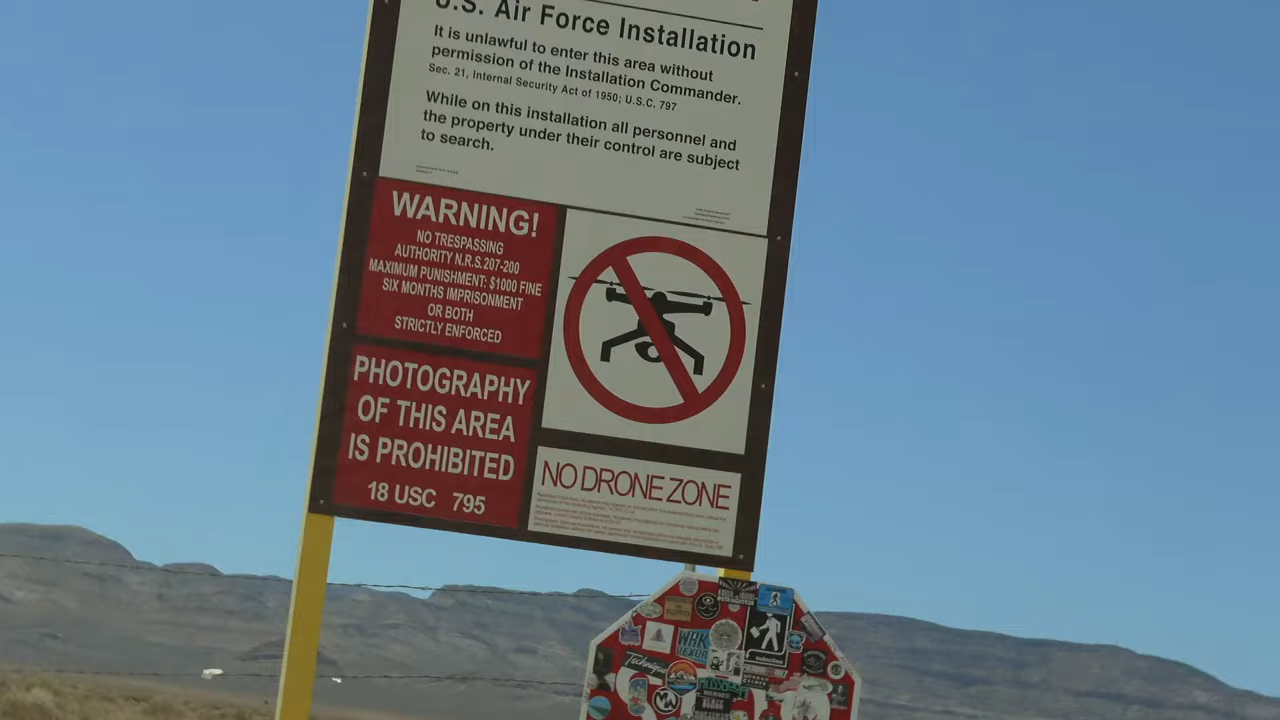 U.S. Air Force Installation
It is unlawful to enter this area without
permission of the Installation Commander.
Sec. 21, Internal Security Act of 1950; U.S.C. 797
While on this installation all personnel and
the property under their control are subject
to search.
WARNING!
NO TRESPASSING
AUTHORITY N.R.S. 207-200
MAXIMUM PUNISHMENT: $1000 FINE
SIX MONTHS IMPRISONMENT
OR BOTH
STRICTLY ENFORCED
PHOTOGRAPHY
OF THIS AREA
IS PROHIBITED
18 USC 795
NO DRONE ZONE
Technique